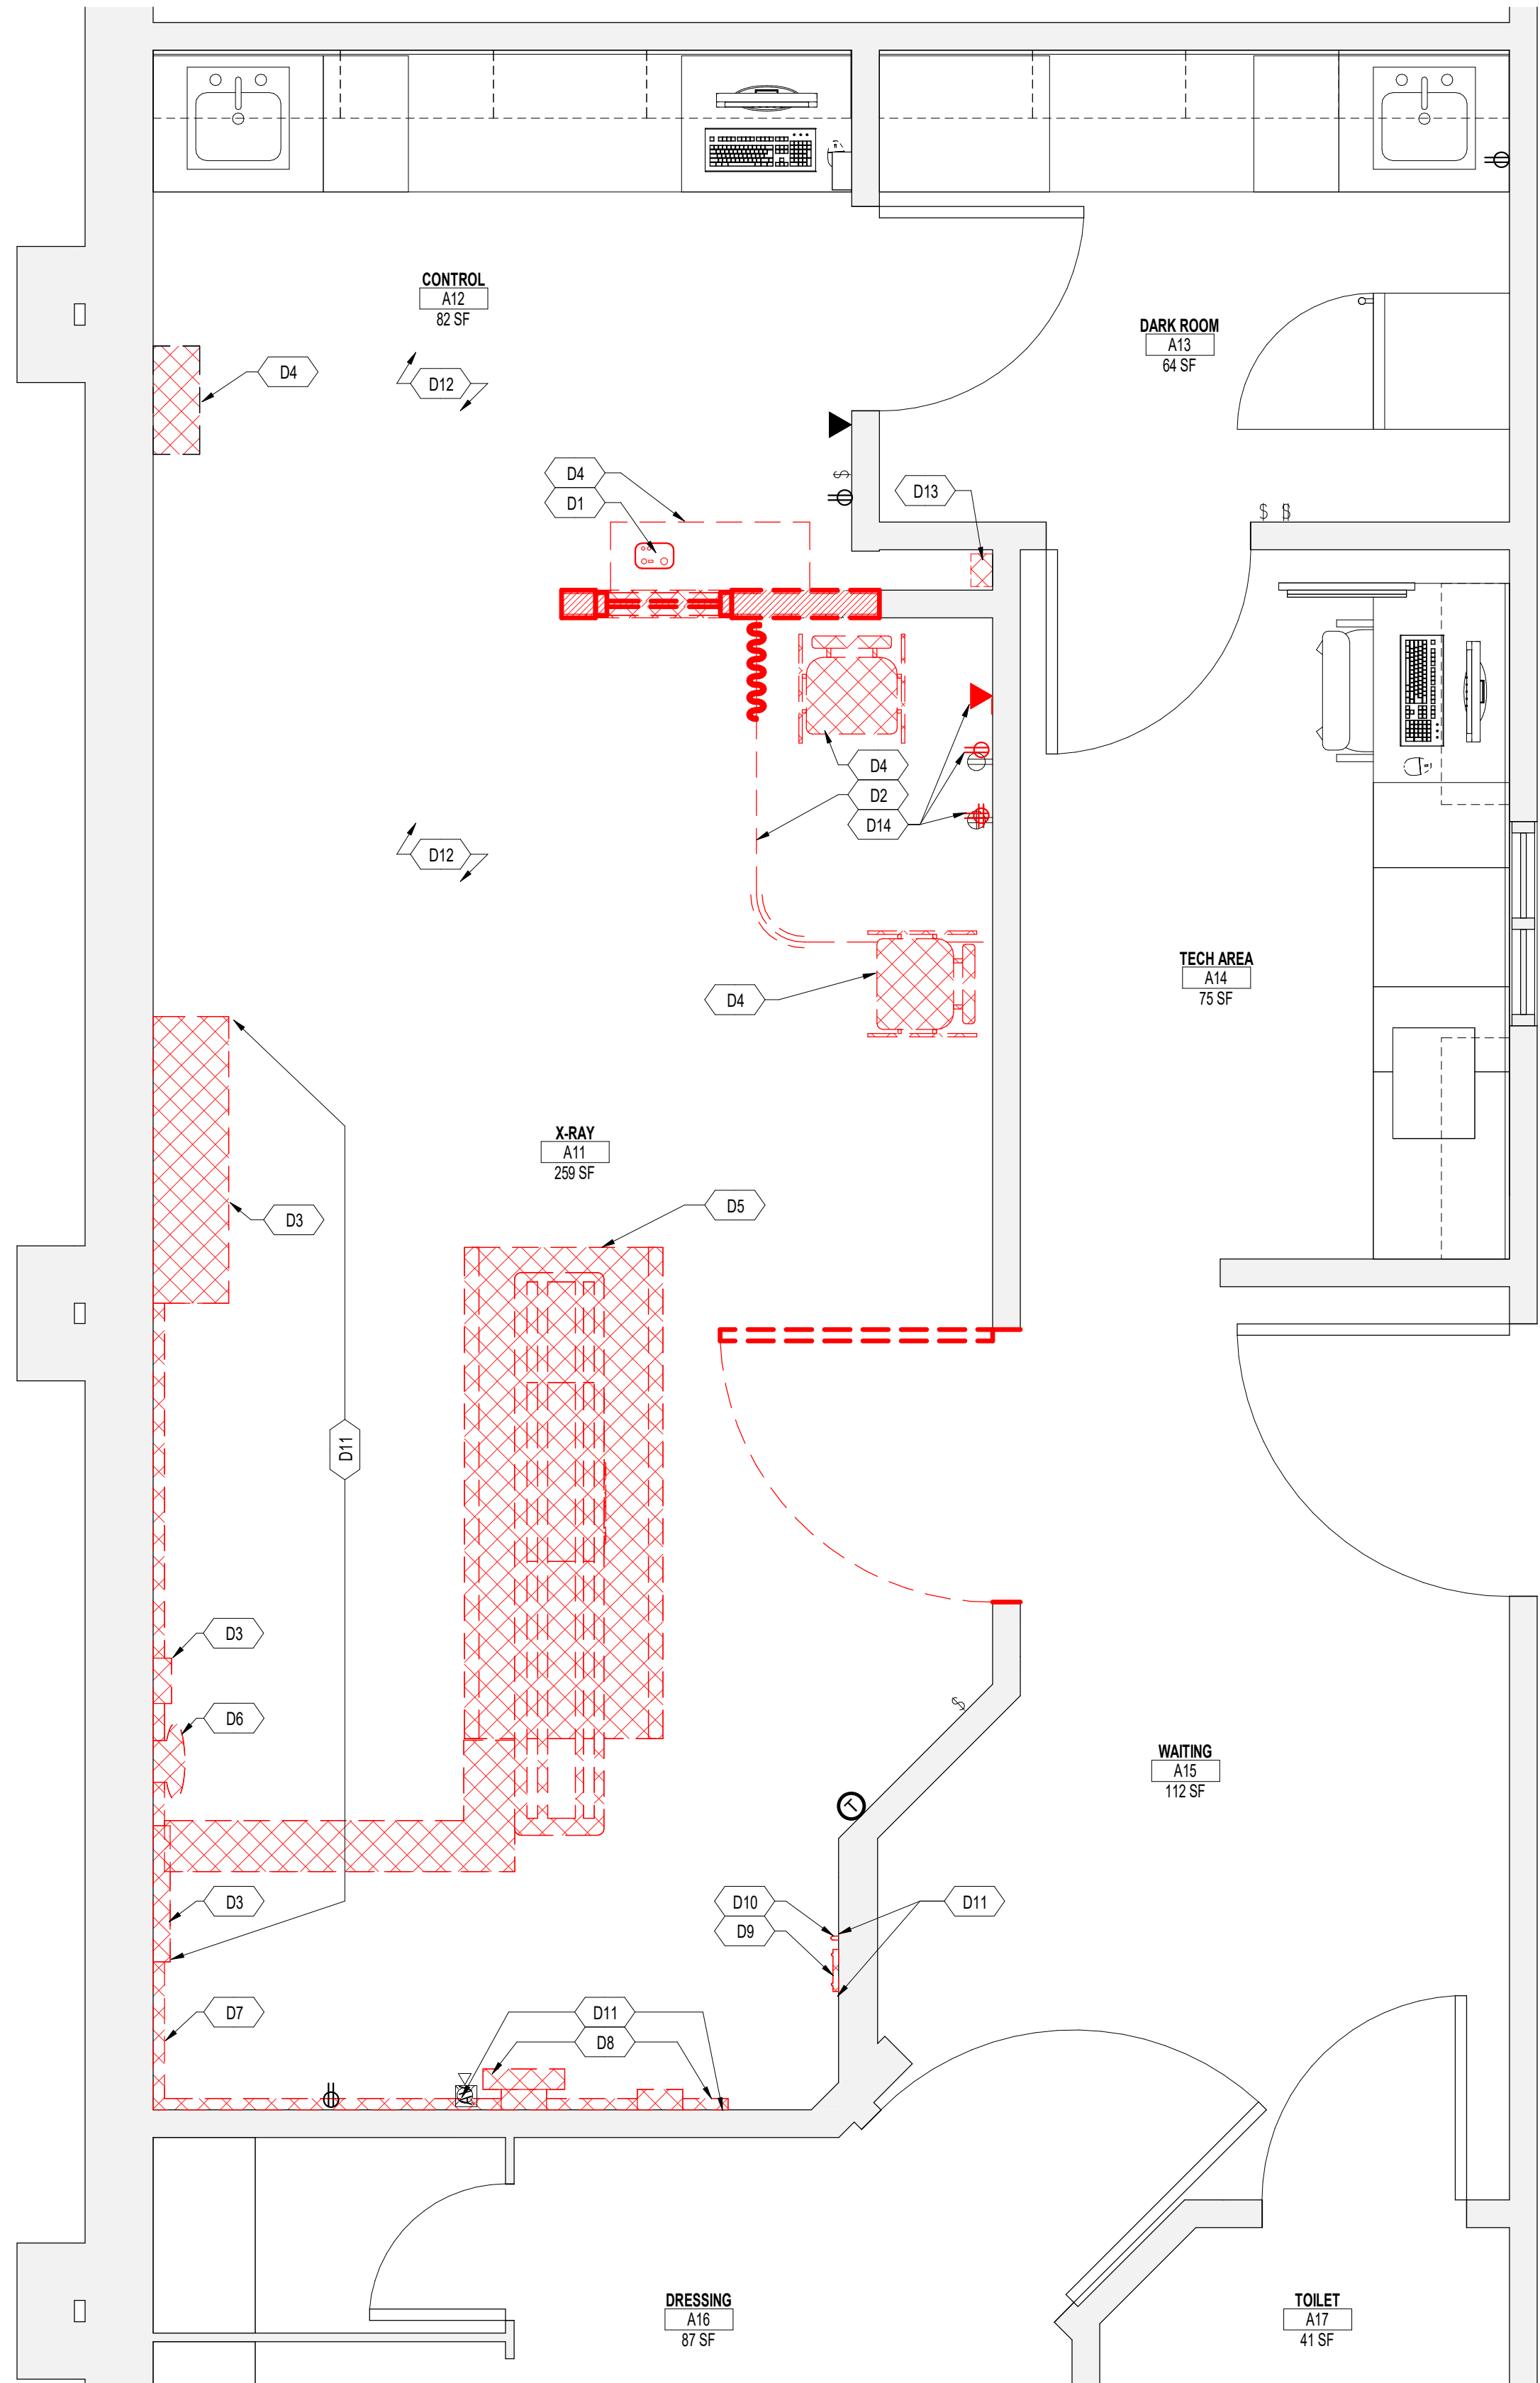 CONTROL
A12
82 SF
DARK ROOM
A13
64 SF
D4
D12
D4
D1
D13
$
$ $
D4
D2
D14
D12
TECH AREA
A14
75 SF
D4
X-RAY
A11
259 SF
D5
D3
D11
D3
D6
$
WAITING
A15
112 SF
T
D3
D10
D9
D11
D7
D11
D8
DRESSING
A16
87 SF
TOILET
A17
41 SF